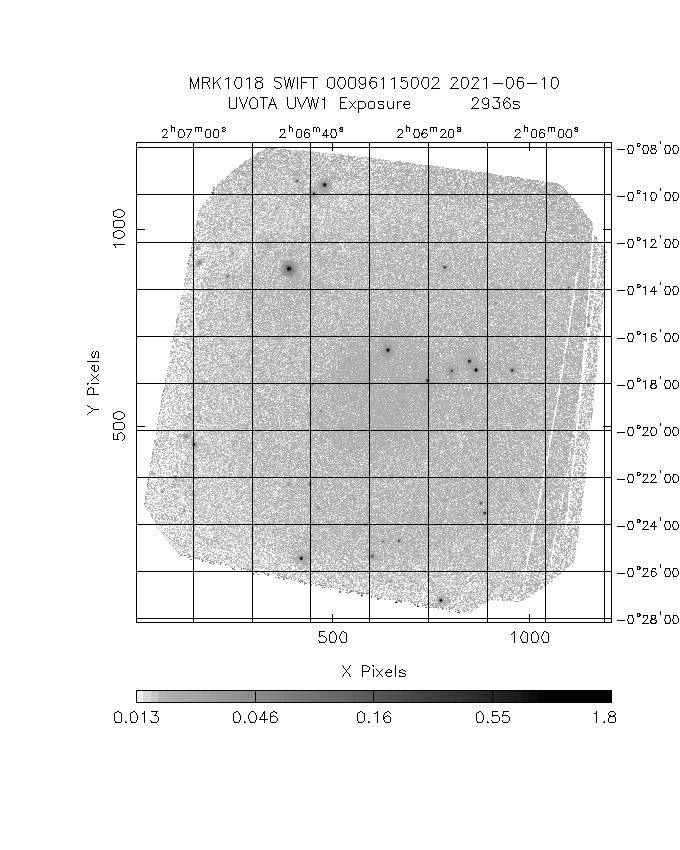 MRK1018 SWIFT 00096115002 2021-06-10
UVOTA UVW1 Exposure 2936s
2h07m00s 2h06m40s 2h06m20s 2h06m00s
-0°08'00
-0°10'00
1000
-0°12'00
-0°14'00
-0°16'00
Y Pixels
-0°18'00
500
-0°20'00
-0°22'00
-0°24'00
-0°26'00
-0°28'00
500 1000
X Pixels
0.013 0.046 0.16 0.55 1.8